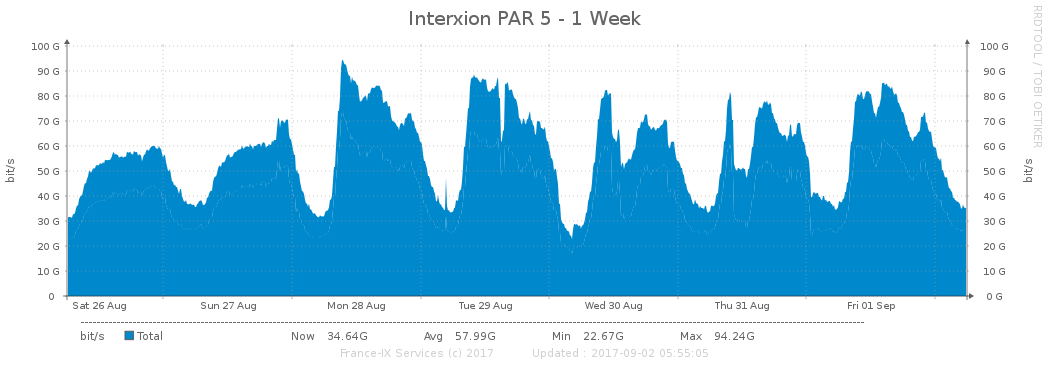 Interxion PAR 5 - 1 Week
RRDTOOL / TOBI OETIKER
100 G 100 G
90 G 90 G
80 G 80 G
70 G 70 G
60 G 60 G
50 G 50 G
40 G 40 G
30 G 30 G
20 G 20 G
10 G 10 G
0 0 G
bit/s bit/s
Sat 26 Aug Sun 27 Aug Mon 28 Aug Tue 29 Aug Wed 30 Aug Thu 31 Aug Fri 01 Sep
bit/s Total Now 34.64G Avg 57.99G Min 22.67G Max 94.24G
France-IX Services (c) 2017 Updated : 2017-09-02 05:55:05